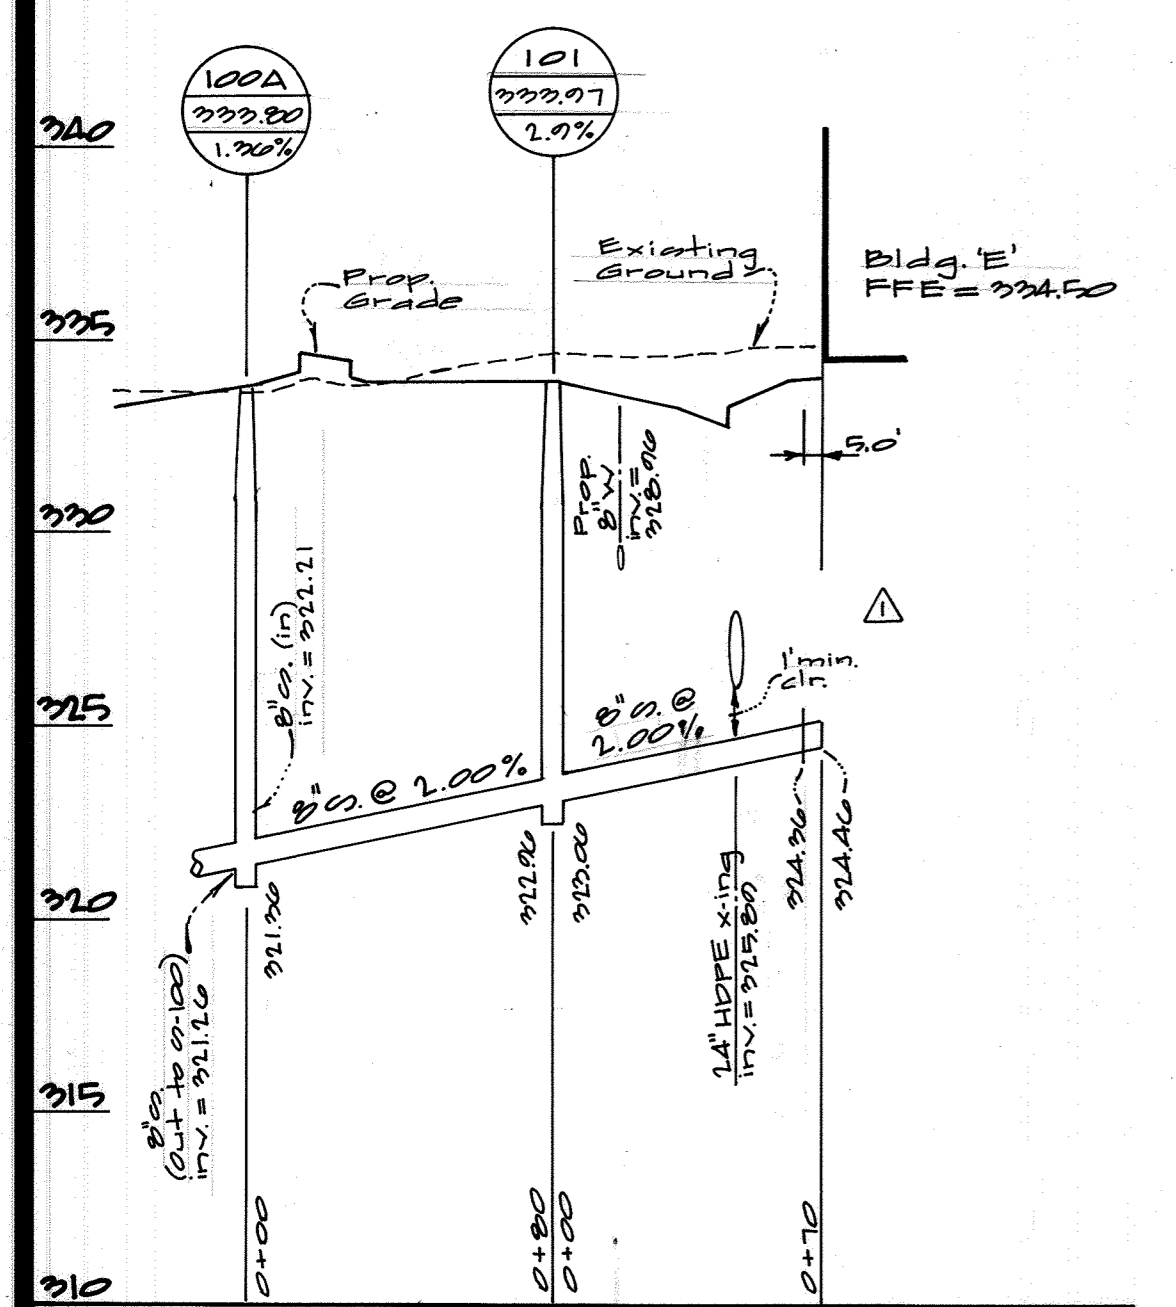 100A
333.80
1.36%
101
333.97
2.9%
340
335
330
325
320
315
310
Prop.
Grade
Existing
Ground
Bldg. 'E'
FFE = 334.50
5.0'
Prop.
8" W
inv. =
328.96
8" S. (in)
inv. = 322.21
1
1' min.
clr.
8" S. @
2.00%
8" S. @ 2.00%
321.36
322.96
323.06
24" HDPE x-ing
inv. = 325.89
324.36
324.46
8" S.
(out to S-100)
inv. = 321.26
0+00
0+80
0+00
0+70